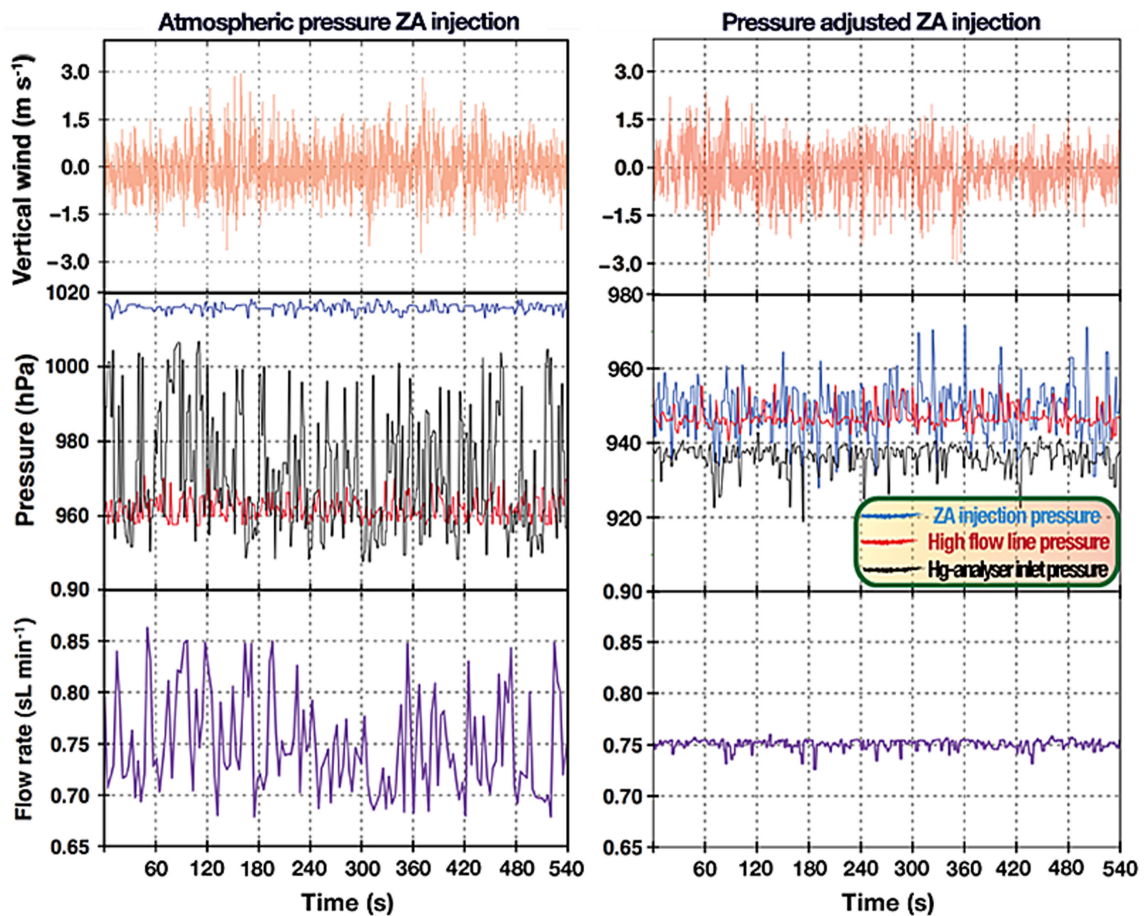 Atmospheric pressure ZA injection
Pressure adjusted ZA injection
Vertical wind (m s⁻¹)
3.0
1.5
0.0
−1.5
−3.0
3.0
1.5
0.0
−1.5
−3.0
Pressure (hPa)
1020
1000
980
960
980
960
940
920
ZA injection pressure
High flow line pressure
Hg-analyser inlet pressure
Flow rate (sL min⁻¹)
0.90
0.85
0.80
0.75
0.70
0.65
0.90
0.85
0.80
0.75
0.70
0.65
60 120 180 240 300 360 420 480 540
60 120 180 240 300 360 420 480 540
Time (s)
Time (s)